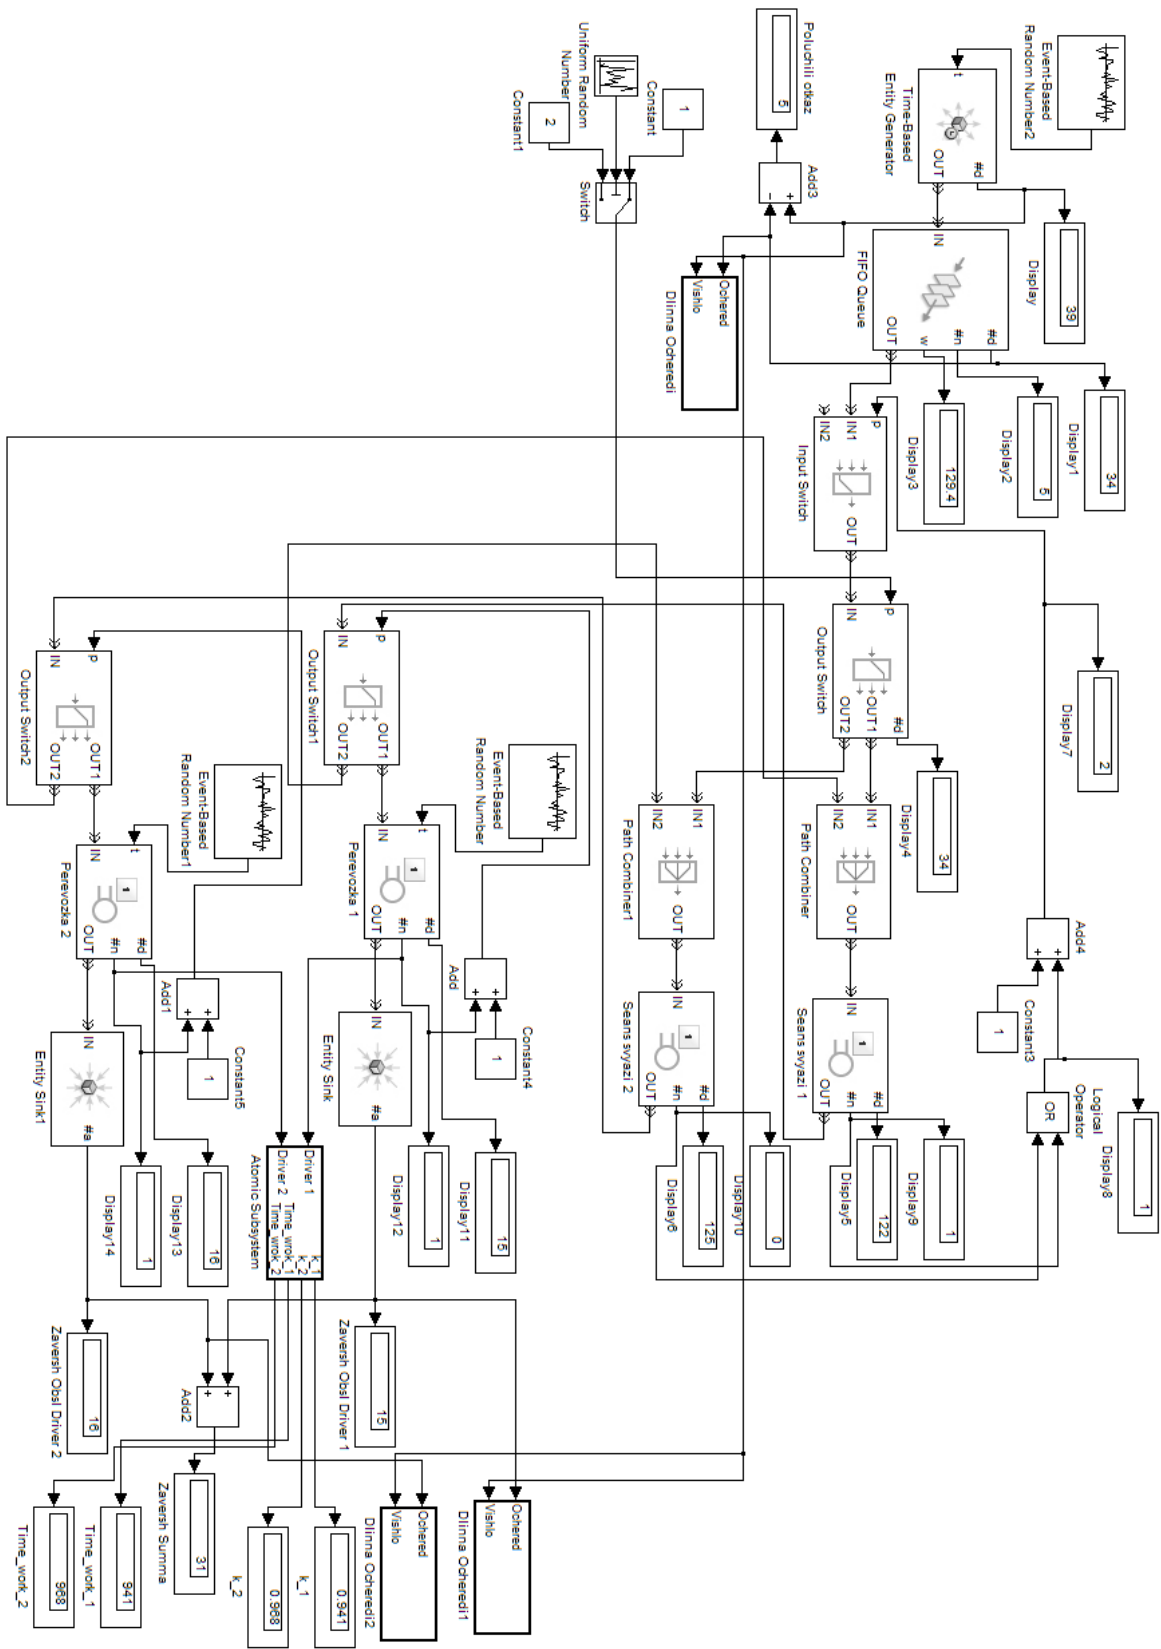 Event-Based
Random Number2
t
#d
OUT
Time-Based
Entity Generator
39
Display
IN
#d
#n
w
OUT
FIFO Queue
34
Display1
5
Display2
129.4
Display3
5
Poluchili otkaz
+
-
Add3
Uniform Random
Number
1
Constant
2
Constant1
Switch
Ochered
Vishlo
Dlinna Ocheredi
p
IN1
IN2
OUT
Input Switch
p
IN
#d
OUT1
OUT2
Output Switch
2
Display7
34
Display4
IN1
IN2
OUT
Path Combiner
IN1
IN2
OUT
Path Combiner1
Add4
+
+
1
Constant3
OR
Logical
Operator
1
Display8
IN
1
#d
#n
OUT
Seans svyazi 1
1
Display9
122
Display5
IN
1
#d
#n
OUT
Seans svyazi 2
0
Display10
125
Display6
p
IN
OUT1
OUT2
Output Switch1
Event-Based
Random Number
t
IN
1
#d
#n
OUT
Perevozka 1
Add
+
+
1
Constant4
IN
#a
Entity Sink
15
Display11
1
Display12
p
IN
OUT1
OUT2
Output Switch2
Event-Based
Random Number1
t
IN
1
#d
#n
OUT
Perevozka 2
Add1
+
+
1
Constant5
IN
#a
Entity Sink1
16
Display13
1
Display14
Driver 1
Driver 2
k_1
k_2
Time_wrok_1
Time_wrok_2
Atomic Subsystem
15
Zaversh Obsl Driver 1
16
Zaversh Obsl Driver 2
+
+
Add2
31
Zaversh Summa
Ochered
Vishlo
Dlinna Ocheredi1
Ochered
Vishlo
Dlinna Ocheredi2
0.941
k_1
0.968
k_2
941
Time_work_1
968
Time_work_2